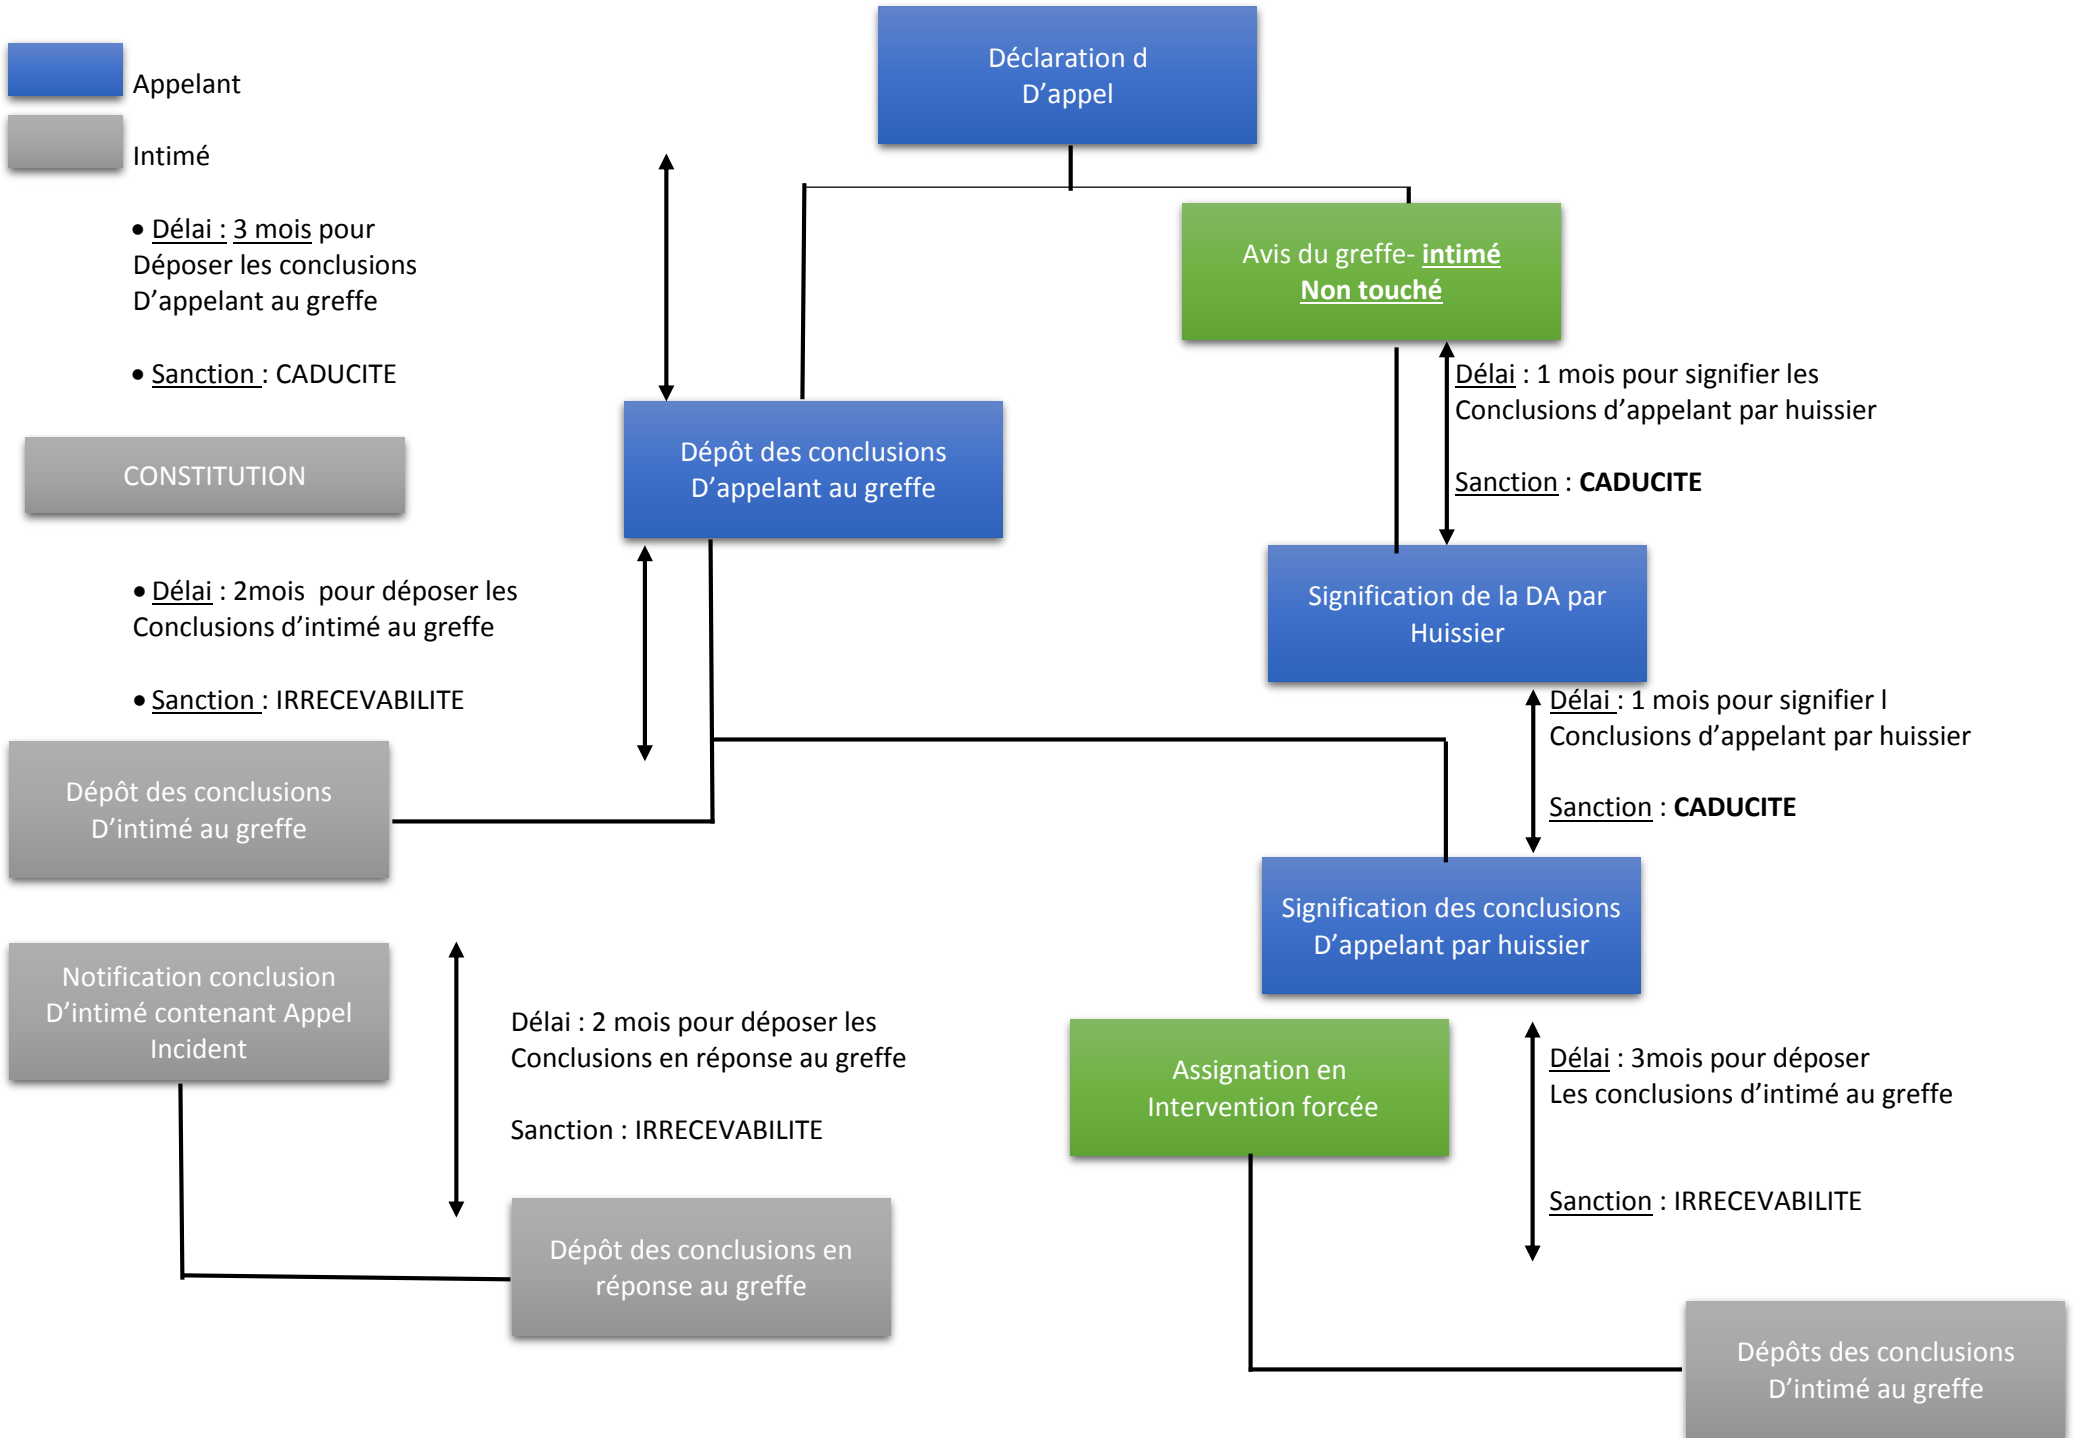 Déclaration d
D’appel
Appelant
Intimé
• Délai : 3 mois pour
Déposer les conclusions
D’appelant au greffe
• Sanction : CADUCITE
Avis du greffe- intimé
Non touché
Délai : 1 mois pour signifier les
Conclusions d’appelant par huissier
Sanction : CADUCITE
CONSTITUTION
Dépôt des conclusions
D’appelant au greffe
• Délai : 2mois pour déposer les
Conclusions d’intimé au greffe
• Sanction : IRRECEVABILITE
Signification de la DA par
Huissier
Délai : 1 mois pour signifier l
Conclusions d’appelant par huissier
Sanction : CADUCITE
Dépôt des conclusions
D’intimé au greffe
Signification des conclusions
D’appelant par huissier
Notification conclusion
D’intimé contenant Appel
Incident
Délai : 2 mois pour déposer les
Conclusions en réponse au greffe
Sanction : IRRECEVABILITE
Assignation en
Intervention forcée
Délai : 3mois pour déposer
Les conclusions d’intimé au greffe
Sanction : IRRECEVABILITE
Dépôt des conclusions en
réponse au greffe
Dépôts des conclusions
D’intimé au greffe